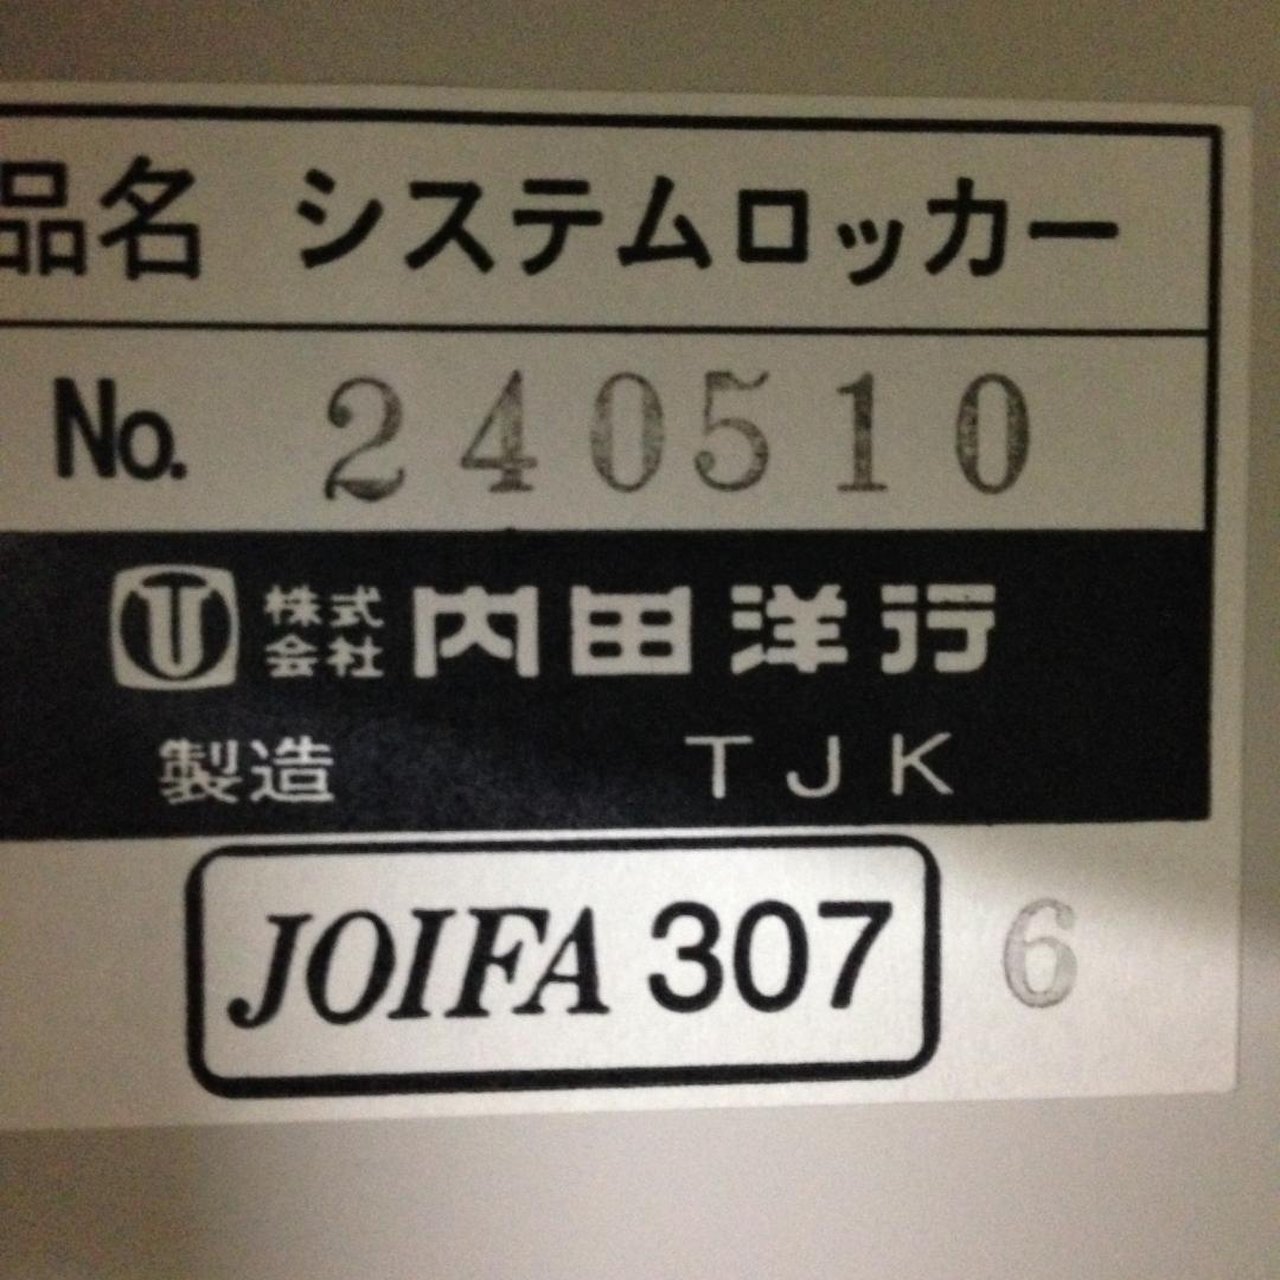 品名 システムロッカー
No. 240510
株式会社 内田洋行
製造 TJK
JOIFA 307 6